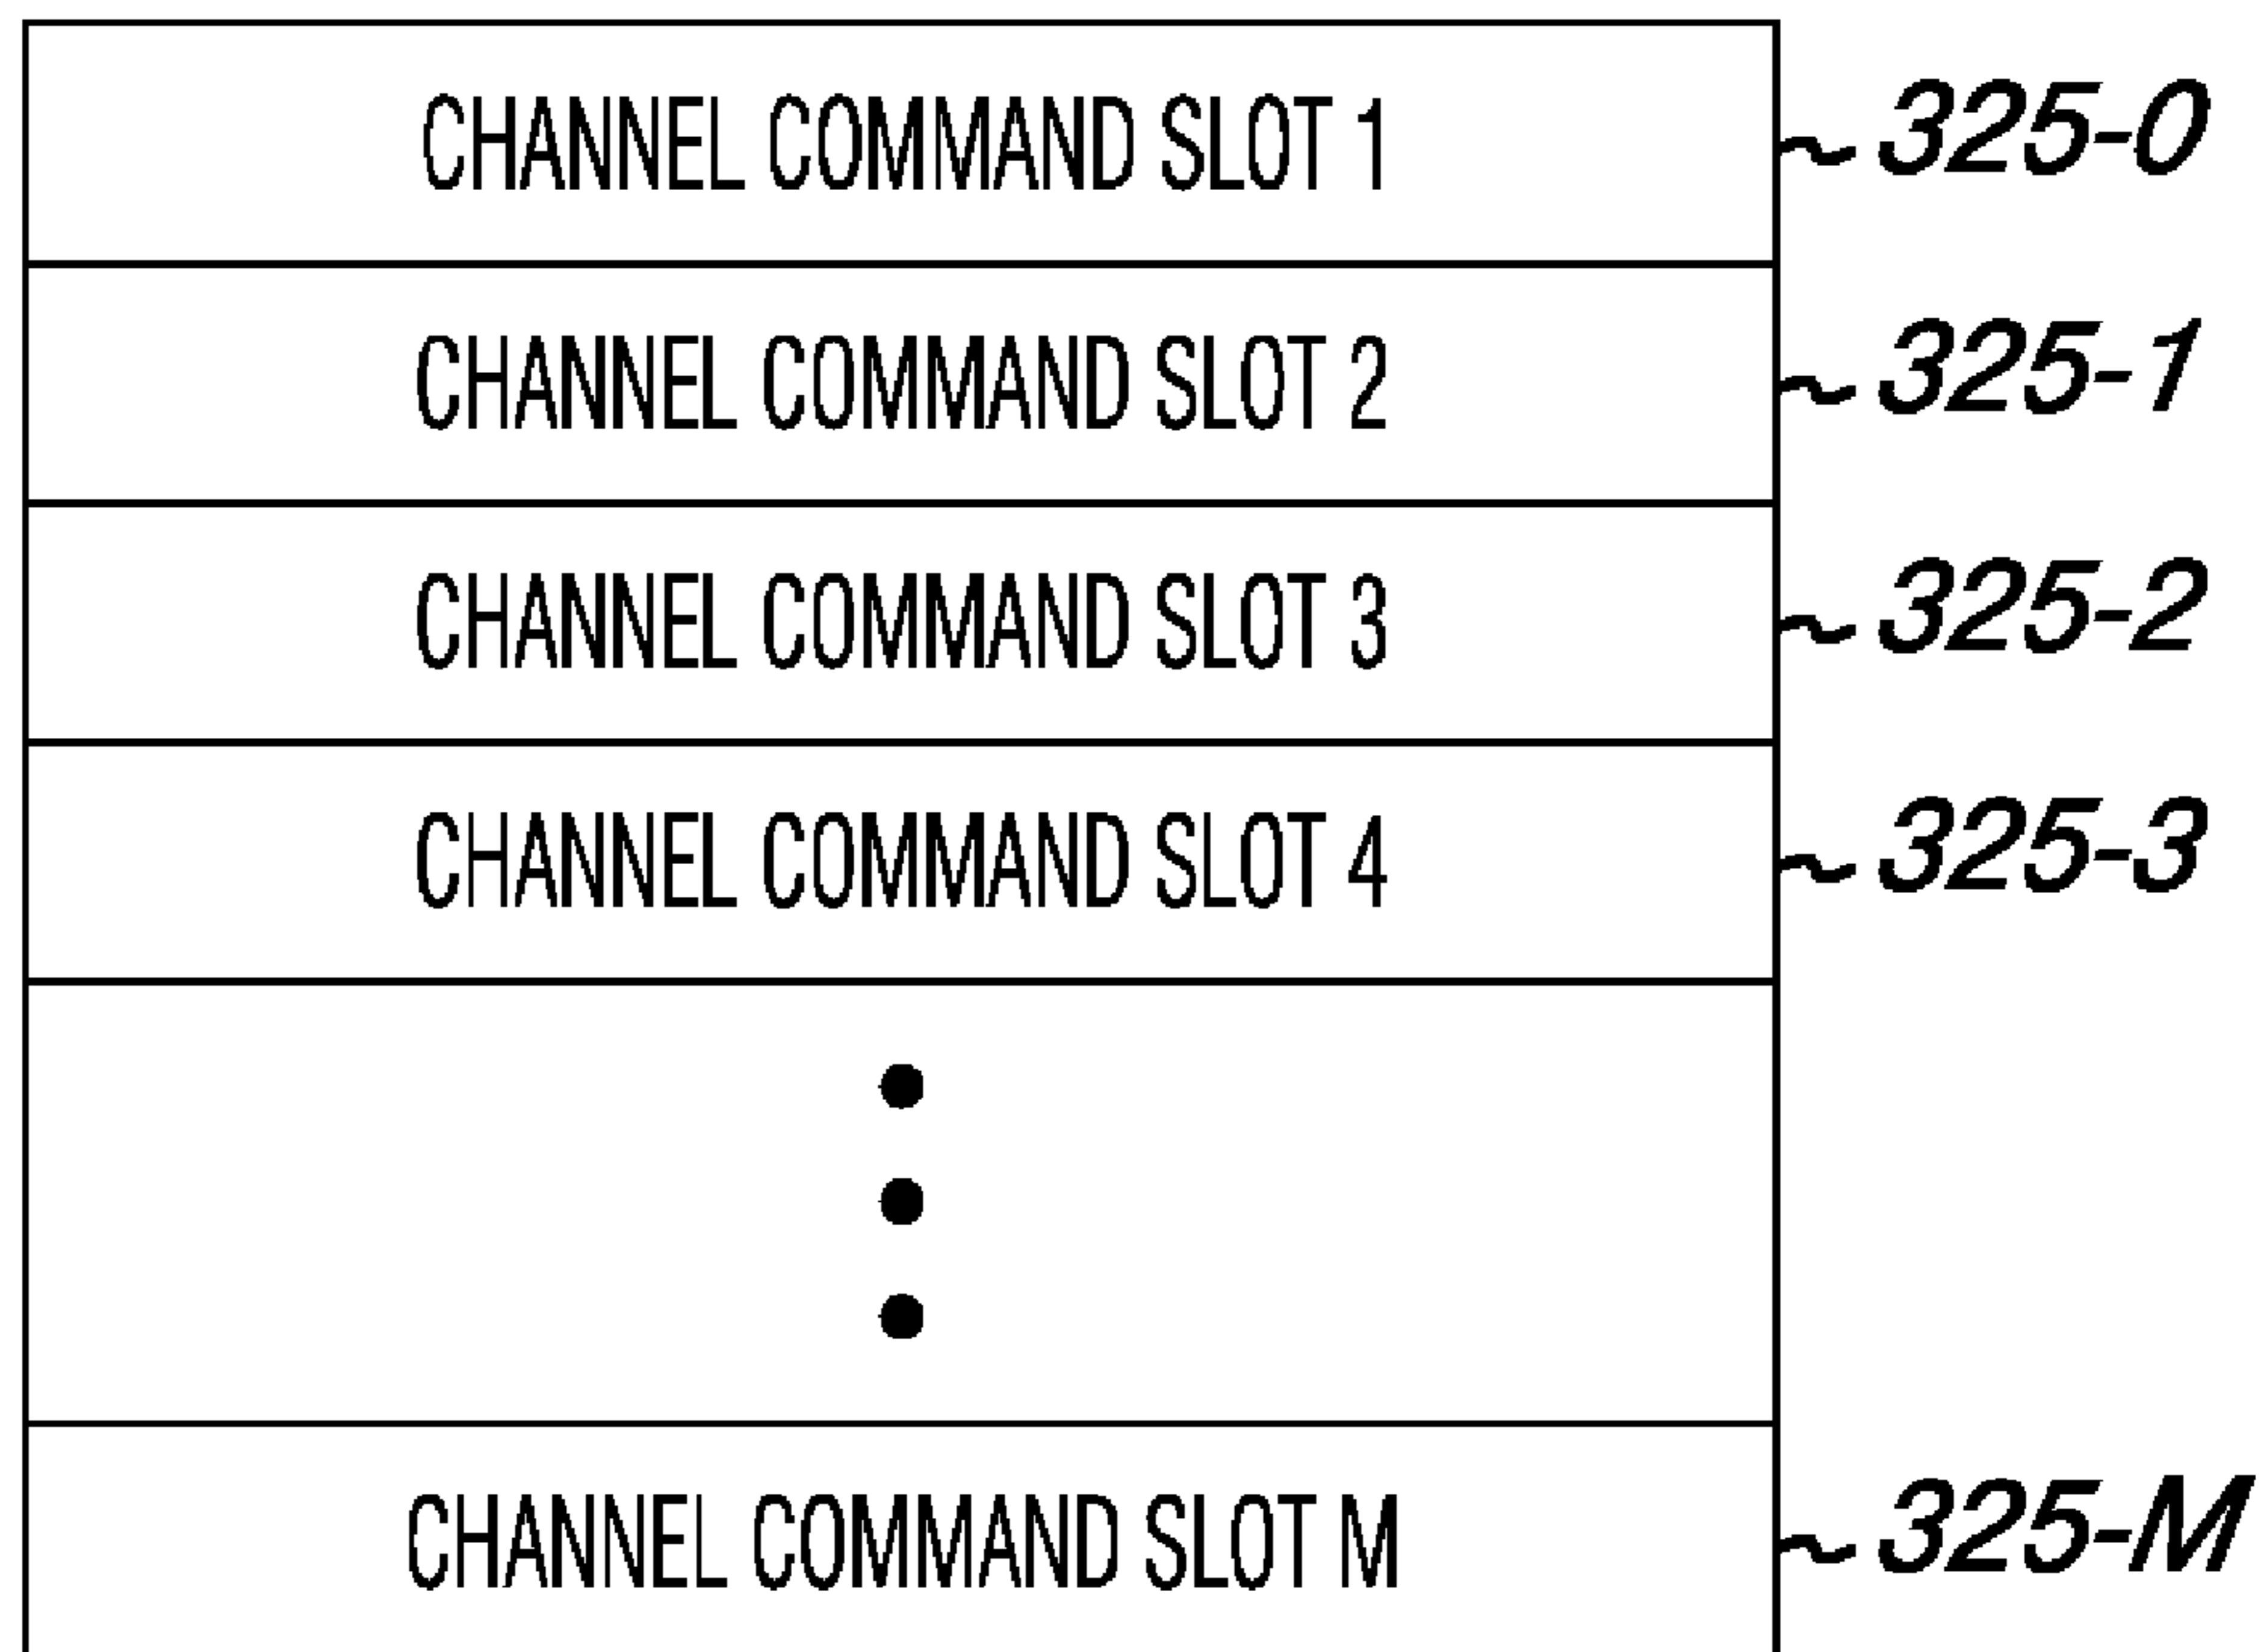 CHANNEL COMMAND SLOT 1 325-0
CHANNEL COMMAND SLOT 2 325-1
CHANNEL COMMAND SLOT 3 325-2
CHANNEL COMMAND SLOT 4 325-3
CHANNEL COMMAND SLOT M 325-M